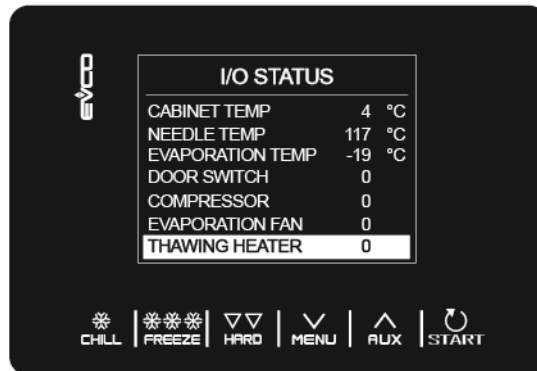 evco
I/O STATUS
CABINET TEMP 4 °C
NEEDLE TEMP 117 °C
EVAPORATION TEMP -19 °C
DOOR SWITCH 0
COMPRESSOR 0
EVAPORATION FAN 0
THAWING HEATER 0
CHILL FREEZE HARD MENU AUX START